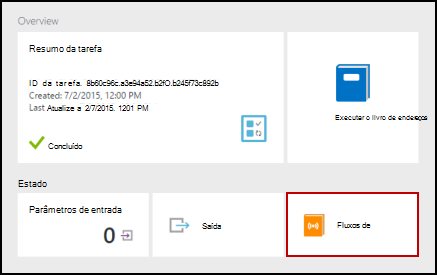 Overview
Resumo da tarefa
ID da tarefa. 8b60c96c.a3e94a52.b2fO.b245f73c892b
Created: 7/2/2015, 12:00 PM
Last Atualize a 2/7/2015, 1201 PM
Concluído
Executar o livro de endereços
Estado
Parâmetros de entrada
0
Saída
Fluxos de